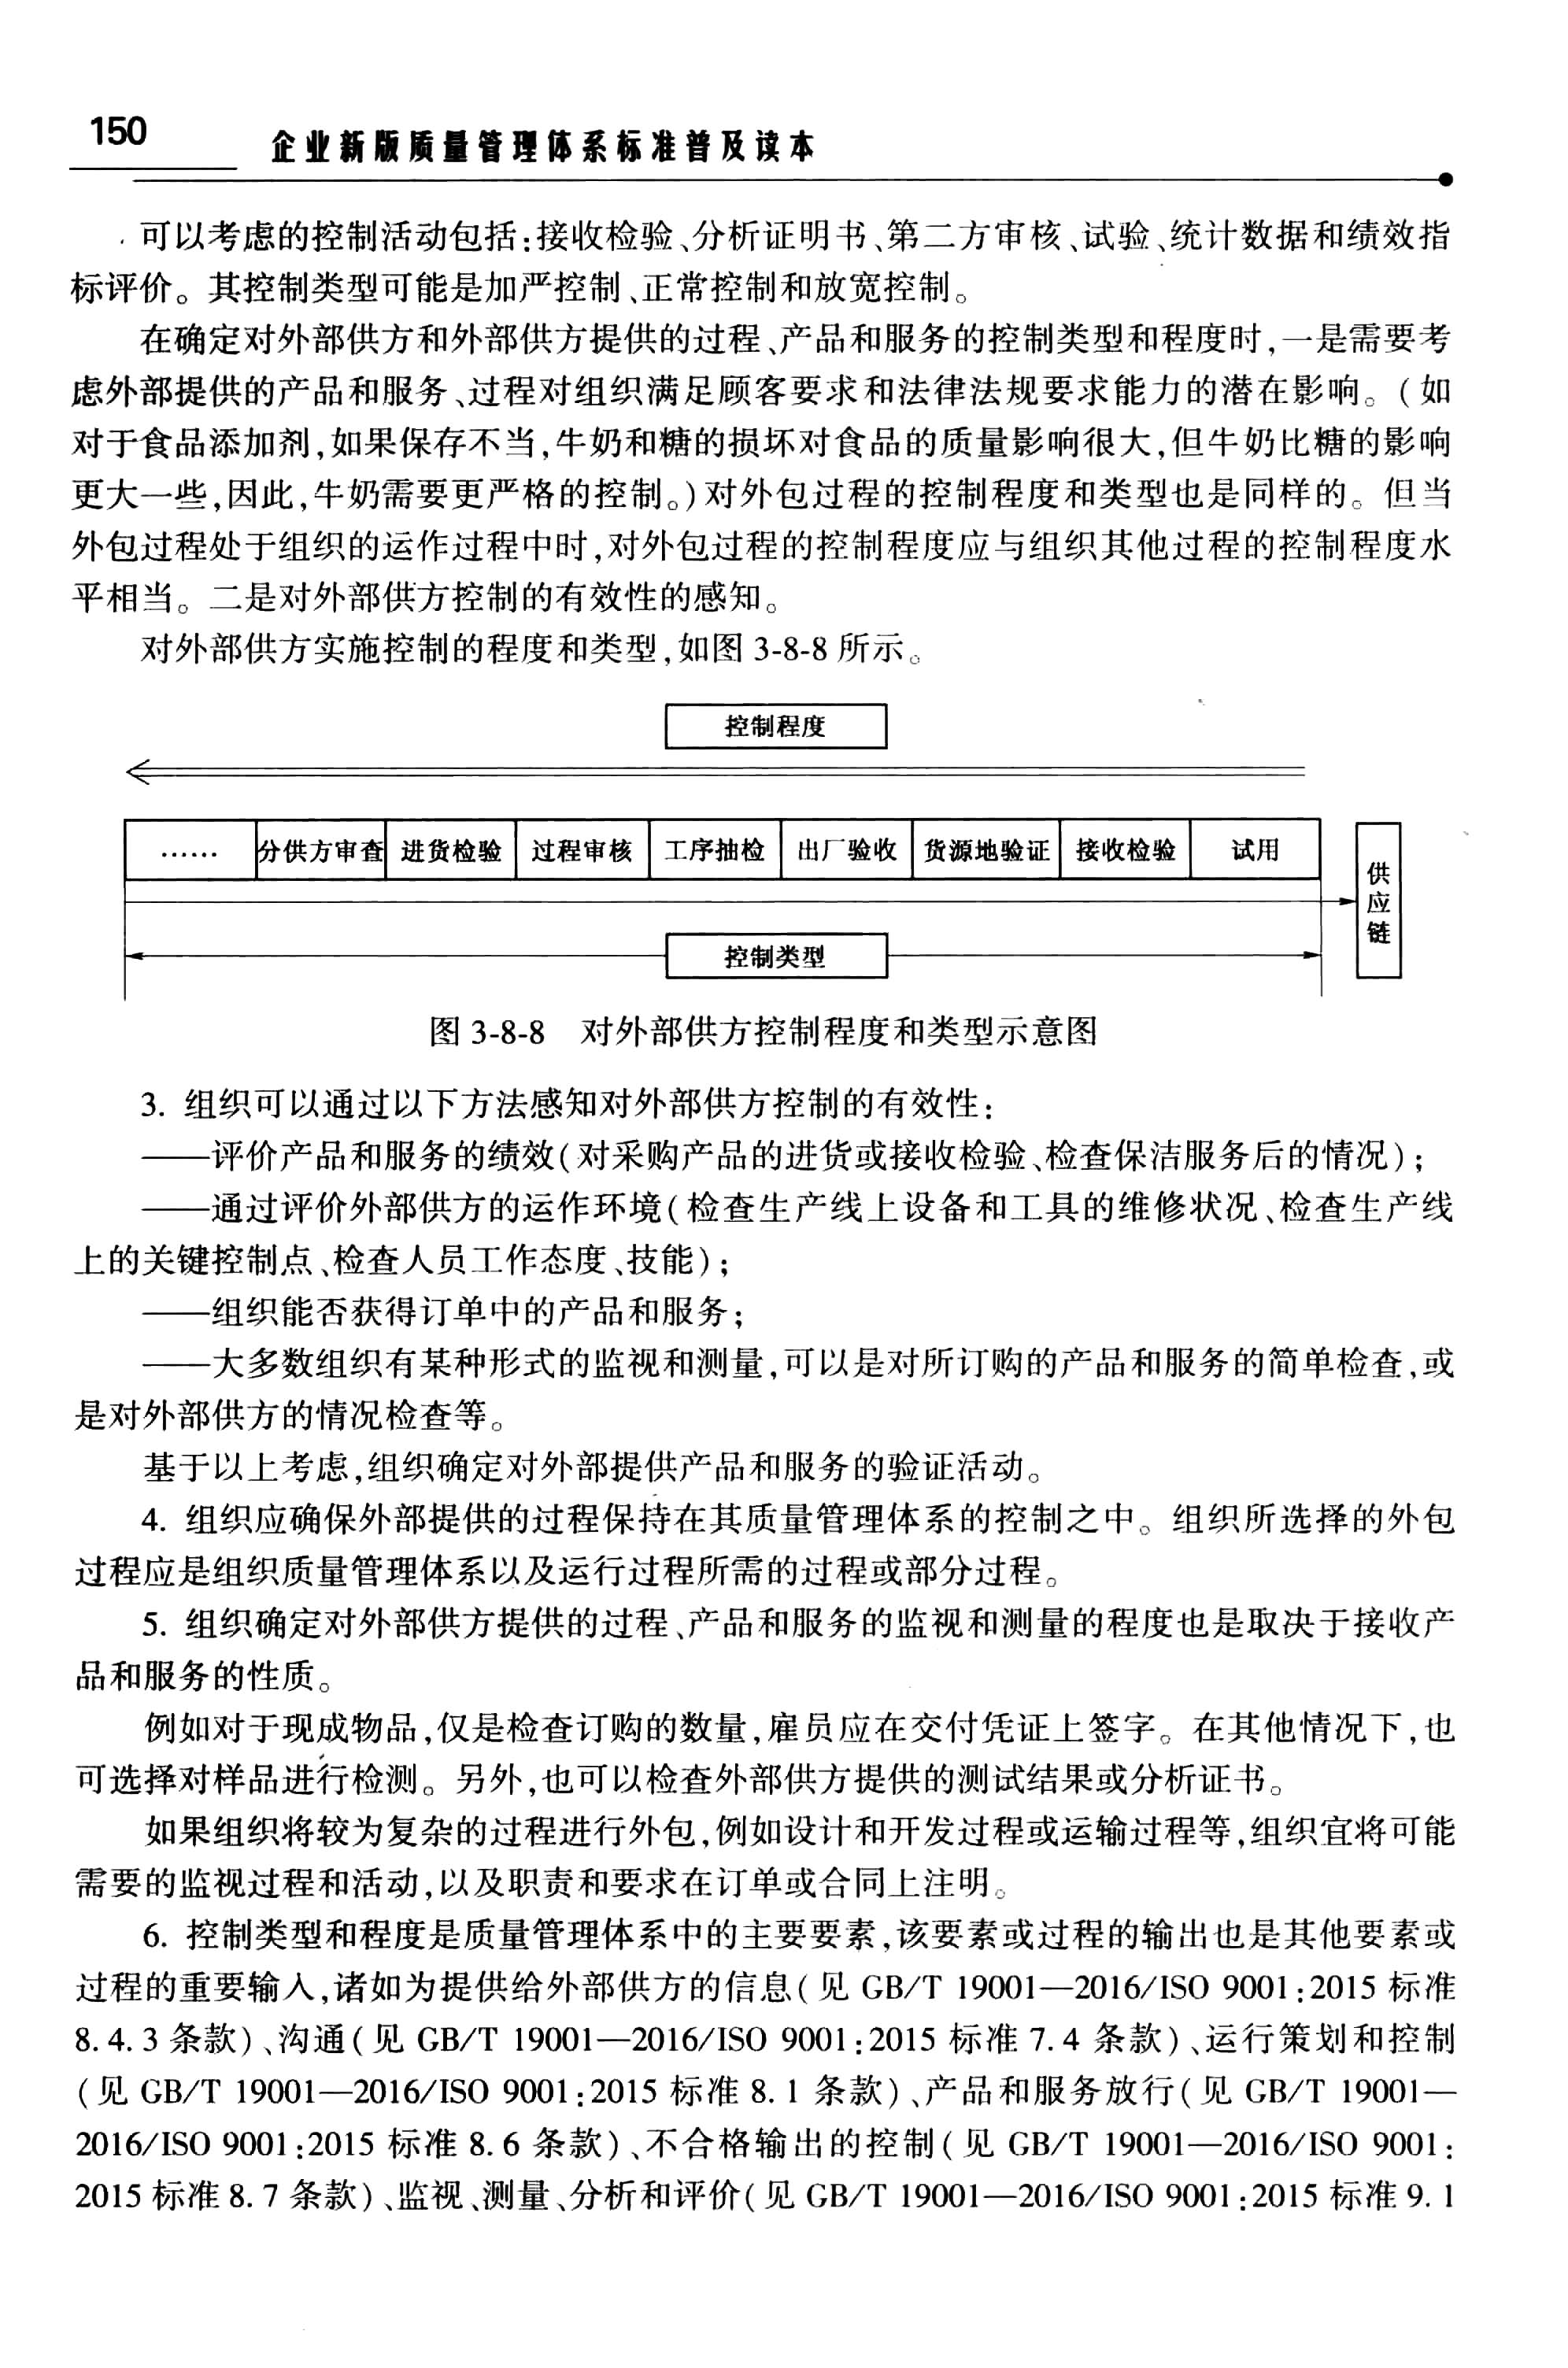 150
企业新版质量管理体系标准普及读本
可以考虑的控制活动包括:接收检验、分析证明书、第二方审核、试验、统计数据和绩效指
标评价。其控制类型可能是加严控制、正常控制和放宽控制。
在确定对外部供方和外部供方提供的过程、产品和服务的控制类型和程度时,一是需要考
虑外部提供的产品和服务、过程对组织满足顾客要求和法律法规要求能力的潜在影响。(如
对于食品添加剂,如果保存不当,牛奶和糖的损坏对食品的质量影响很大,但牛奶比糖的影响
更大一些,因此,牛奶需要更严格的控制。)对外包过程的控制程度和类型也是同样的。但当
外包过程处于组织的运作过程中时,对外包过程的控制程度应与组织其他过程的控制程度水
平相当。二是对外部供方控制的有效性的感知。
对外部供方实施控制的程度和类型,如图 3-8-8 所示。
控制程度
…… 分供方审查 进货检验 过程审核 工序抽检 出厂验收 货源地验证 接收检验 试用
供应链
控制类型
图 3-8-8 对外部供方控制程度和类型示意图
3. 组织可以通过以下方法感知对外部供方控制的有效性:
——评价产品和服务的绩效(对采购产品的进货或接收检验、检查保洁服务后的情况);
——通过评价外部供方的运作环境(检查生产线上设备和工具的维修状况、检查生产线
上的关键控制点、检查人员工作态度、技能);
——组织能否获得订单中的产品和服务;
——大多数组织有某种形式的监视和测量,可以是对所订购的产品和服务的简单检查,或
是对外部供方的情况检查等。
基于以上考虑,组织确定对外部提供产品和服务的验证活动。
4. 组织应确保外部提供的过程保持在其质量管理体系的控制之中。组织所选择的外包
过程应是组织质量管理体系以及运行过程所需的过程或部分过程。
5. 组织确定对外部供方提供的过程、产品和服务的监视和测量的程度也是取决于接收产
品和服务的性质。
例如对于现成物品,仅是检查订购的数量,雇员应在交付凭证上签字。在其他情况下,也
可选择对样品进行检测。另外,也可以检查外部供方提供的测试结果或分析证书。
如果组织将较为复杂的过程进行外包,例如设计和开发过程或运输过程等,组织宜将可能
需要的监视过程和活动,以及职责和要求在订单或合同上注明。
6. 控制类型和程度是质量管理体系中的主要要素,该要素或过程的输出也是其他要素或
过程的重要输入,诸如为提供给外部供方的信息(见 GB/T 19001—2016/ISO 9001:2015 标准
8.4.3 条款)、沟通(见 GB/T 19001—2016/ISO 9001:2015 标准 7.4 条款)、运行策划和控制
(见 GB/T 19001—2016/ISO 9001:2015 标准 8.1 条款)、产品和服务放行(见 GB/T 19001—
2016/ISO 9001:2015 标准 8.6 条款)、不合格输出的控制(见 GB/T 19001—2016/ISO 9001:
2015 标准 8.7 条款)、监视、测量、分析和评价(见 GB/T 19001—2016/ISO 9001:2015 标准 9.1